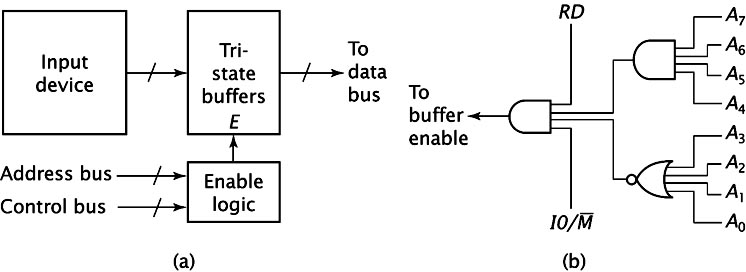 Input
device
Tri-
state
buffers
E
To
data
bus
Address bus
Control bus
Enable
logic
(a)
RD
To
buffer
enable
IO/M̅
A₇
A₆
A₅
A₄
A₃
A₂
A₁
A₀
(b)